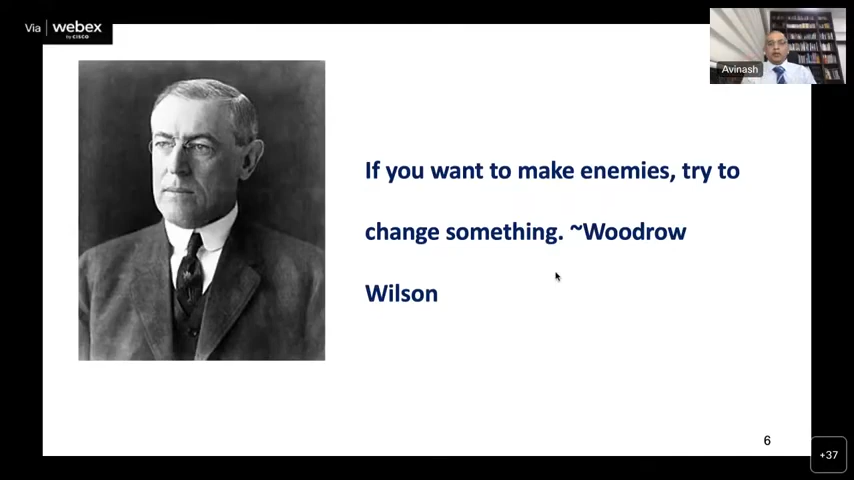 Via webex
by CISCO
Avinash
If you want to make enemies, try to
change something. ~Woodrow
Wilson
6
+37